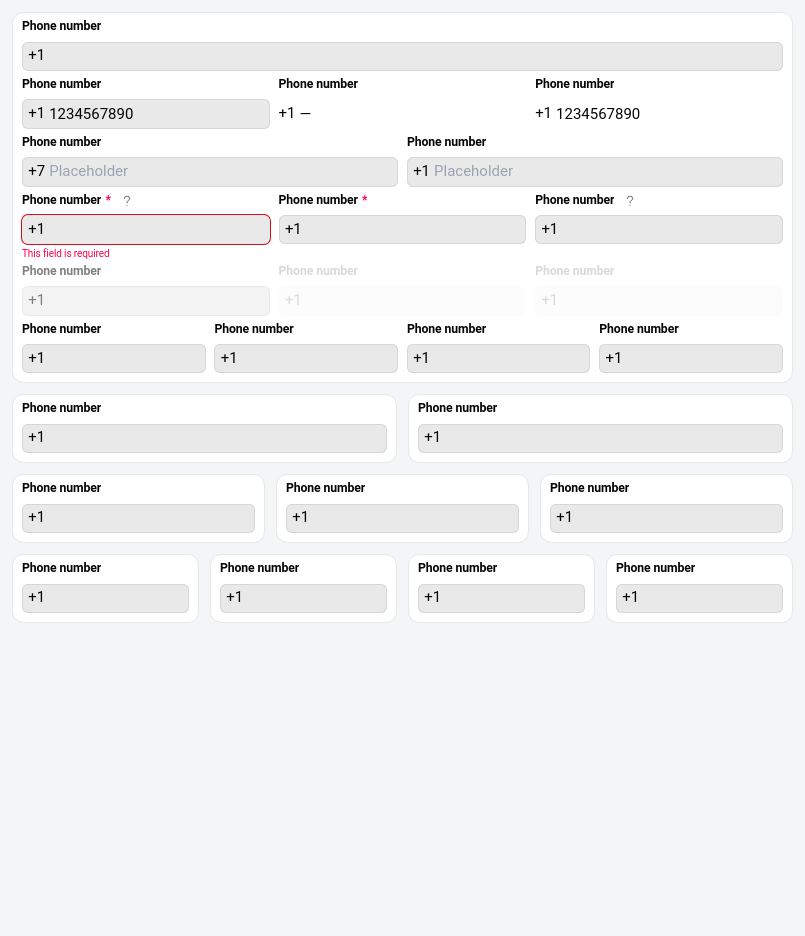 Phone number
+1
Phone number Phone number Phone number
+1 1234567890 +1 — +1 1234567890
Phone number Phone number
+7 Placeholder +1 Placeholder
Phone number * ? Phone number * Phone number ?
+1 +1 +1
This field is required
Phone number Phone number Phone number
+1 +1 +1
Phone number Phone number Phone number Phone number
+1 +1 +1 +1
Phone number Phone number
+1 +1
Phone number Phone number Phone number
+1 +1 +1
Phone number Phone number Phone number Phone number
+1 +1 +1 +1